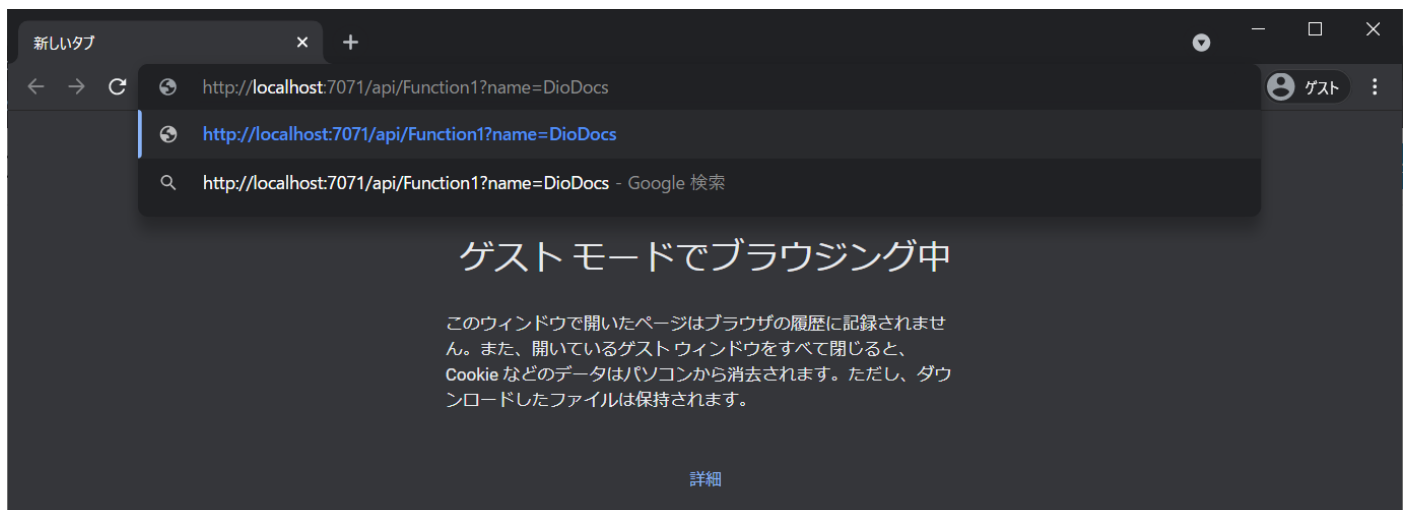 新しいタブ
http://localhost:7071/api/Function1?name=DioDocs
ゲスト
http://localhost:7071/api/Function1?name=DioDocs
http://localhost:7071/api/Function1?name=DioDocs - Google 検索
ゲスト モードでブラウジング中
このウィンドウで開いたページはブラウザの履歴に記録されませ
ん。また、開いているゲスト ウィンドウをすべて閉じると、
Cookie などのデータはパソコンから消去されます。ただし、ダウ
ンロードしたファイルは保持されます。
詳細